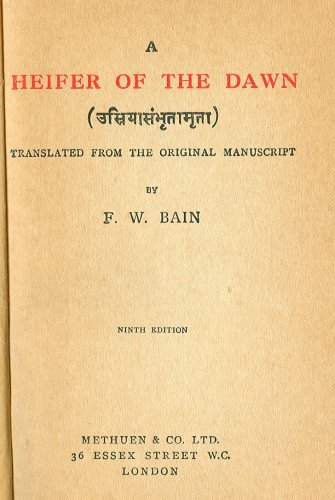 A
HEIFER OF THE DAWN
(उस्रियासंभृतामृता)
TRANSLATED FROM THE ORIGINAL MANUSCRIPT
BY
F. W. BAIN
NINTH EDITION
METHUEN & CO. LTD.
36 ESSEX STREET W.C.
LONDON